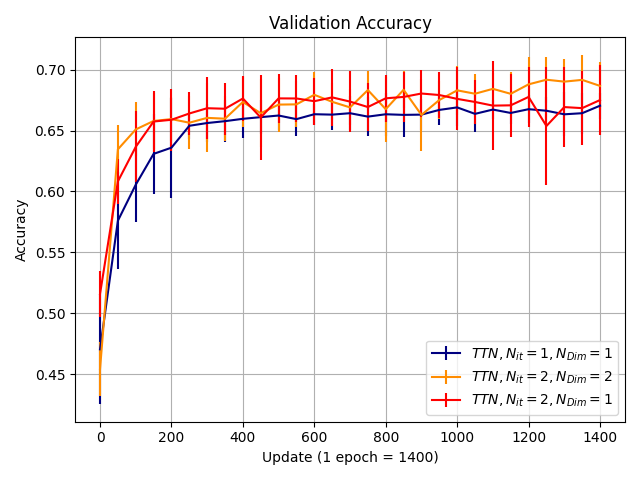 Validation Accuracy
Accuracy
0.70
0.65
0.60
0.55
0.50
0.45
0 200 400 600 800 1000 1200 1400
Update (1 epoch = 1400)
TTN, N_it = 1, N_Dim = 1
TTN, N_it = 2, N_Dim = 2
TTN, N_it = 2, N_Dim = 1